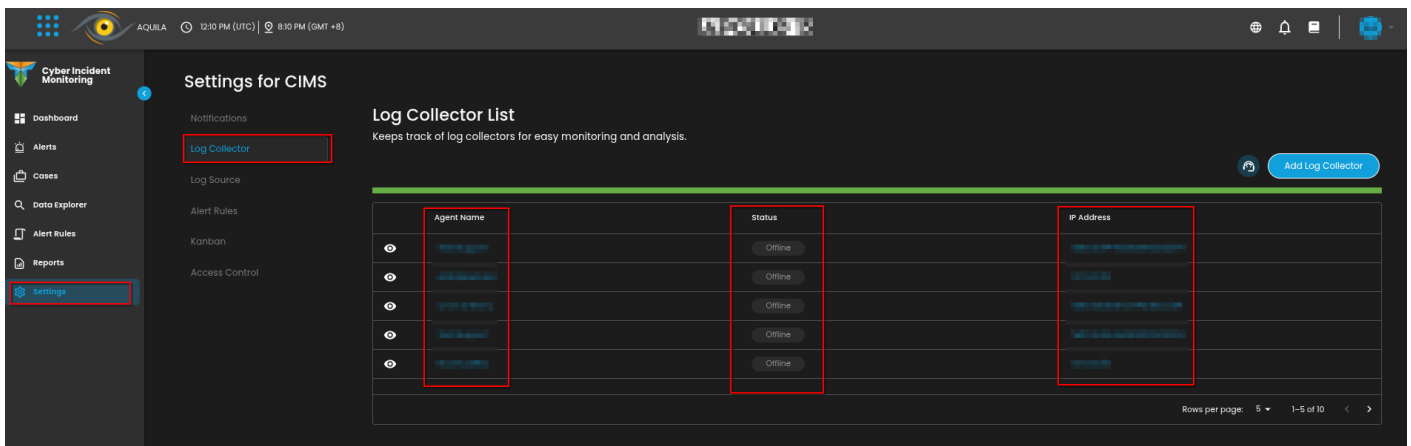 AQUILA 12:10 PM (UTC) | 8:10 PM (GMT +8)
Cyber Incident
Monitoring
Dashboard
Alerts
Cases
Data Explorer
Alert Rules
Reports
Settings
Settings for CIMS
Notifications
Log Collector
Log Source
Alert Rules
Kanban
Access Control
Log Collector List
Keeps track of log collectors for easy monitoring and analysis.
Add Log Collector
Agent Name Status IP Address
Offline
Offline
Offline
Offline
Offline
Rows per page: 5 1–5 of 10